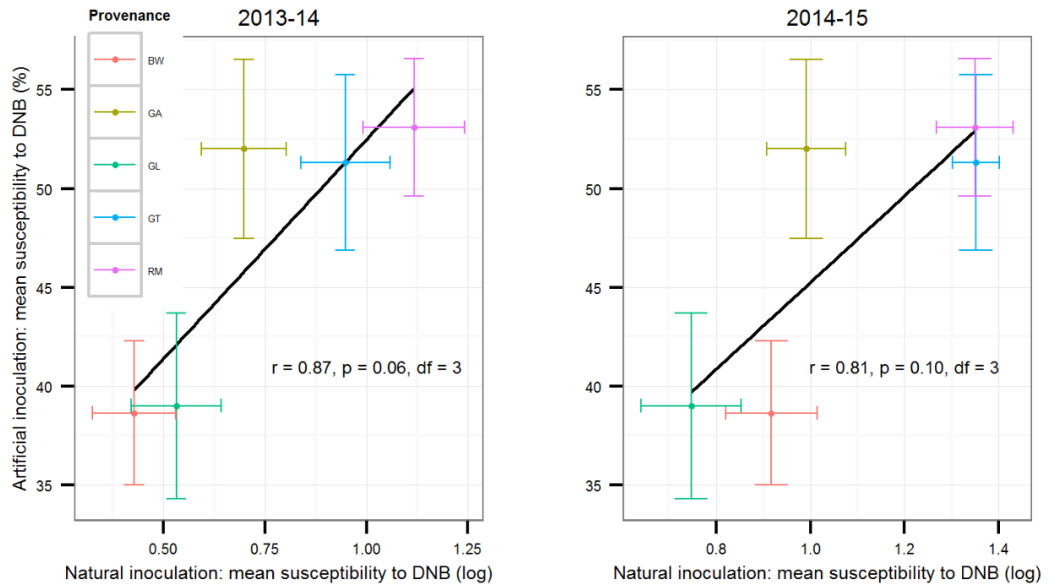 Provenance
BW
GA
GL
GT
RM
2013-14
Artificial inoculation: mean susceptibility to DNB (%)
55
50
45
40
35
r = 0.87, p = 0.06, df = 3
0.50 0.75 1.00 1.25
Natural inoculation: mean susceptibility to DNB (log)
2014-15
55
50
45
40
35
r = 0.81, p = 0.10, df = 3
0.8 1.0 1.2 1.4
Natural inoculation: mean susceptibility to DNB (log)